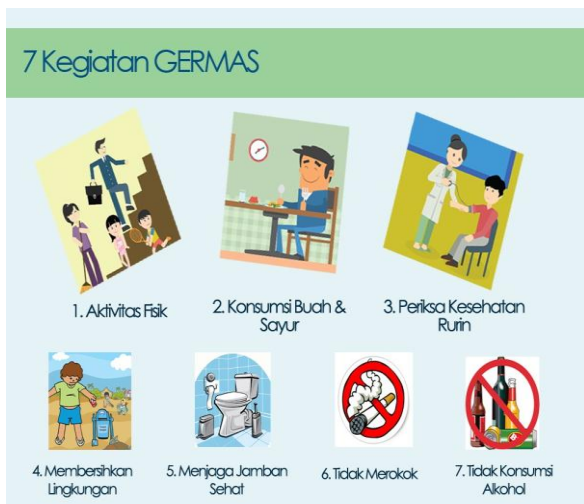 7 Kegiatan GERMAS
1. Aktivitas Fisik
2. Konsumsi Buah &
Sayur
3. Periksa Kesehatan
Rurin
4. Membersihkan
Lingkungan
5. Menjaga Jamban
Sehat
6. Tidak Merokok
7. Tidak Konsumsi
Alkohol